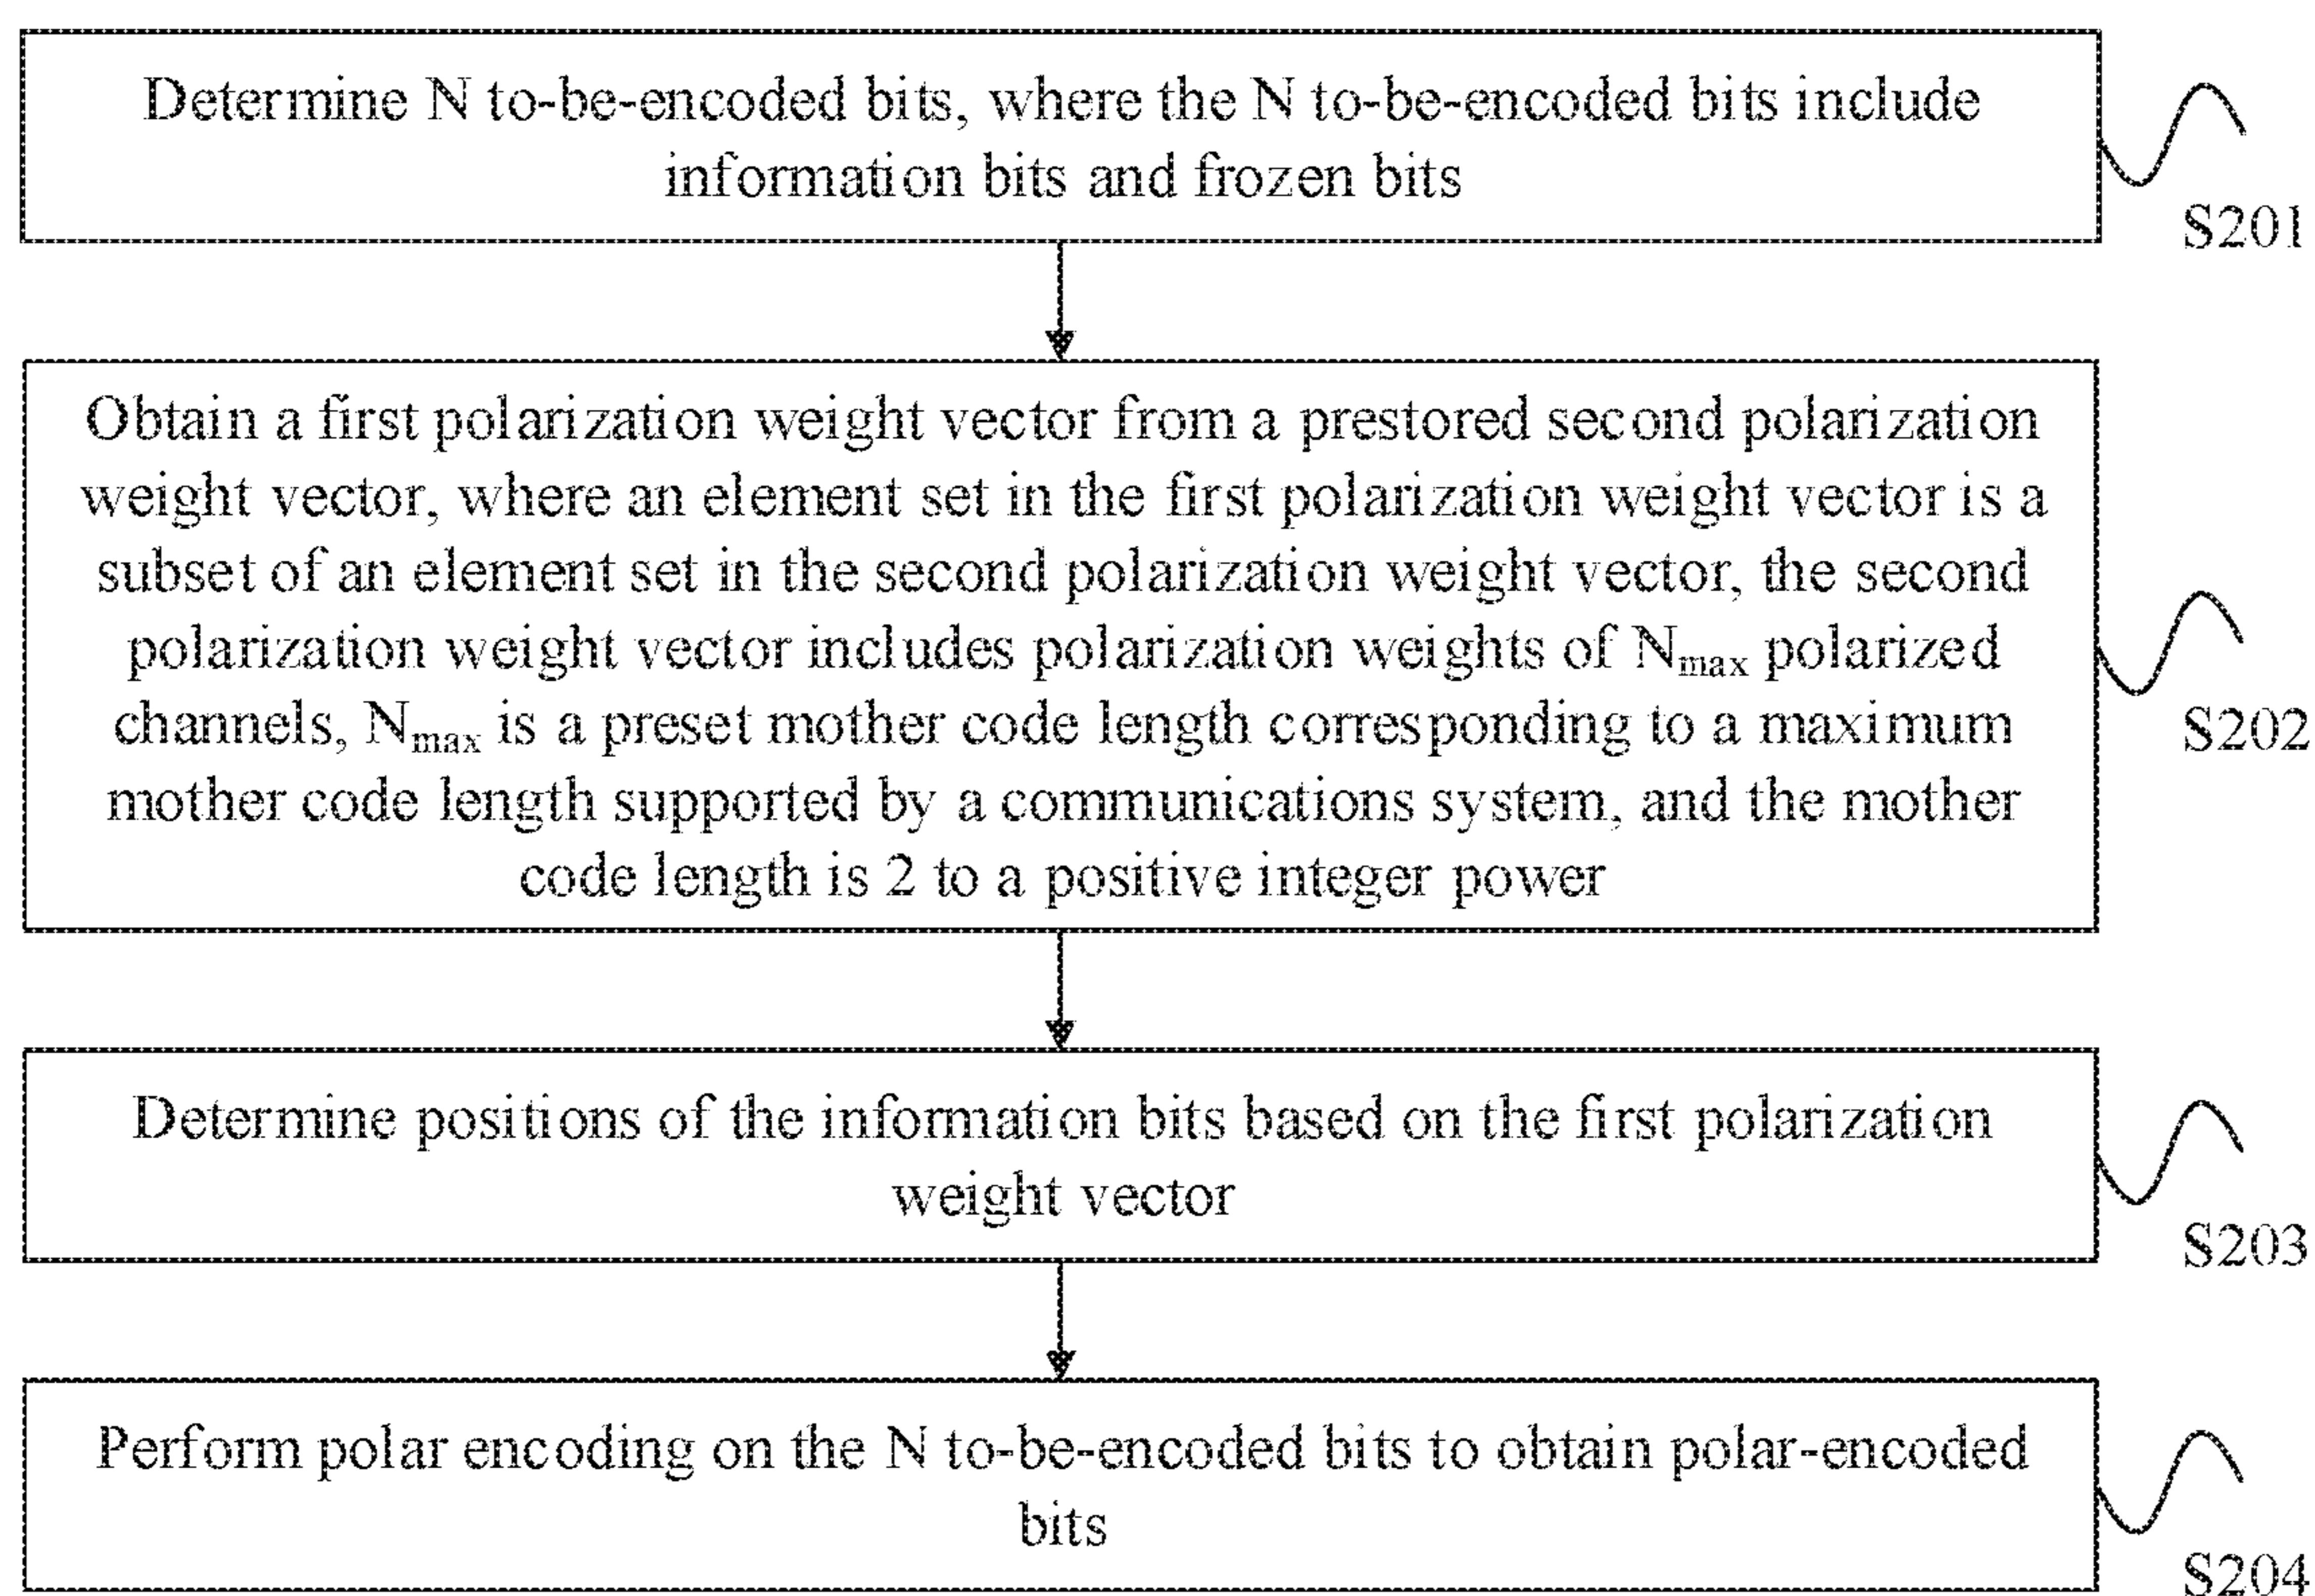 Determine N to-be-encoded bits, where the N to-be-encoded bits include
information bits and frozen bits
S201
Obtain a first polarization weight vector from a prestored second polarization
weight vector, where an element set in the first polarization weight vector is a
subset of an element set in the second polarization weight vector, the second
polarization weight vector includes polarization weights of Nmax polarized
channels, Nmax is a preset mother code length corresponding to a maximum
mother code length supported by a communications system, and the mother
code length is 2 to a positive integer power
S202
Determine positions of the information bits based on the first polarization
weight vector
S203
Perform polar encoding on the N to-be-encoded bits to obtain polar-encoded
bits
S204